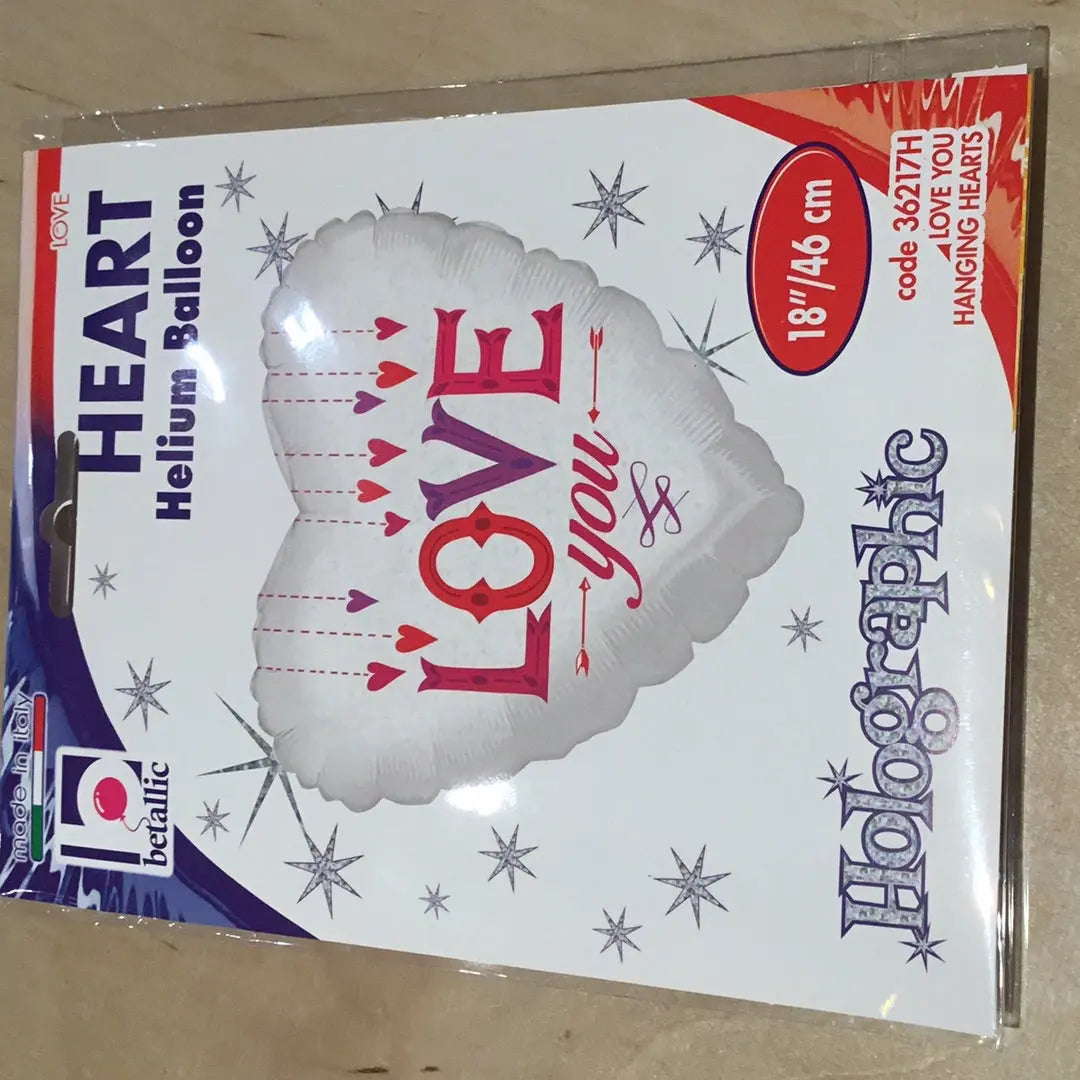 made in Italy
betallic
LOVE
HEART
Helium Balloon
LOVE
you
18"/46 cm
code 36217H
LOVE YOU
HANGING HEARTS
Holographic